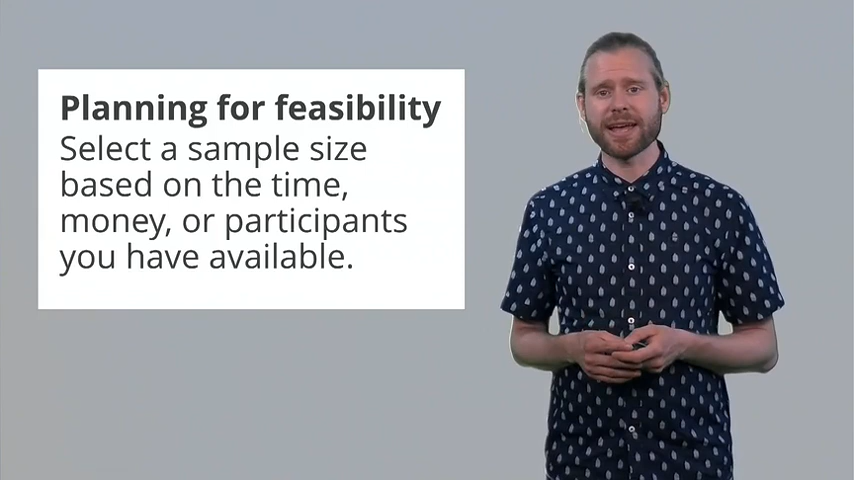 Planning for feasibility
Select a sample size
based on the time,
money, or participants
you have available.